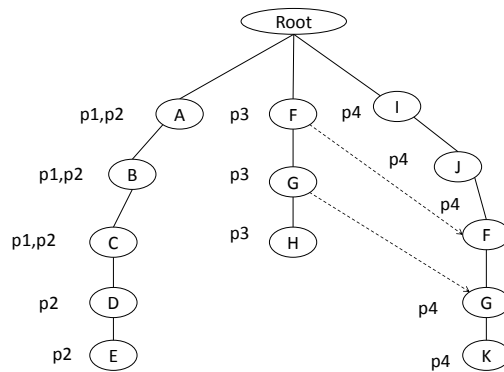 Root
p1,p2 A p3 F p4 I
p4 J
p1,p2 B p3 G p4
F
p1,p2 C p3 H
p2 D p4 G
p2 E p4 K